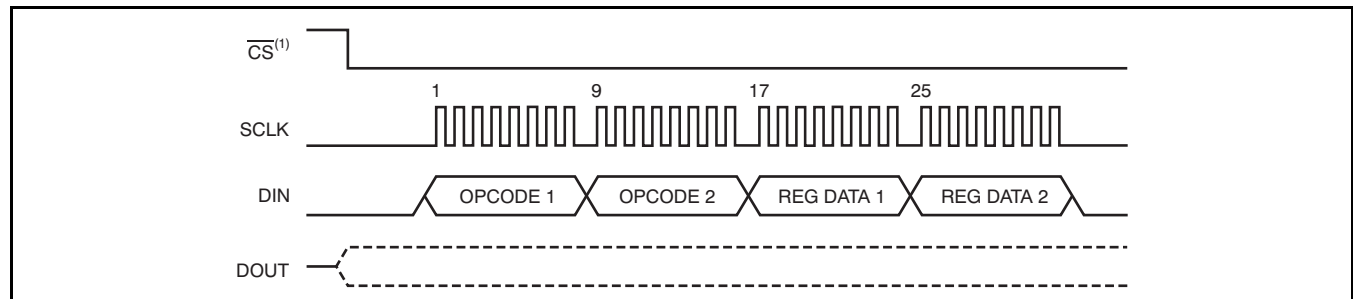 CS(1)
1 9 17 25
SCLK
DIN OPCODE 1 OPCODE 2 REG DATA 1 REG DATA 2
DOUT